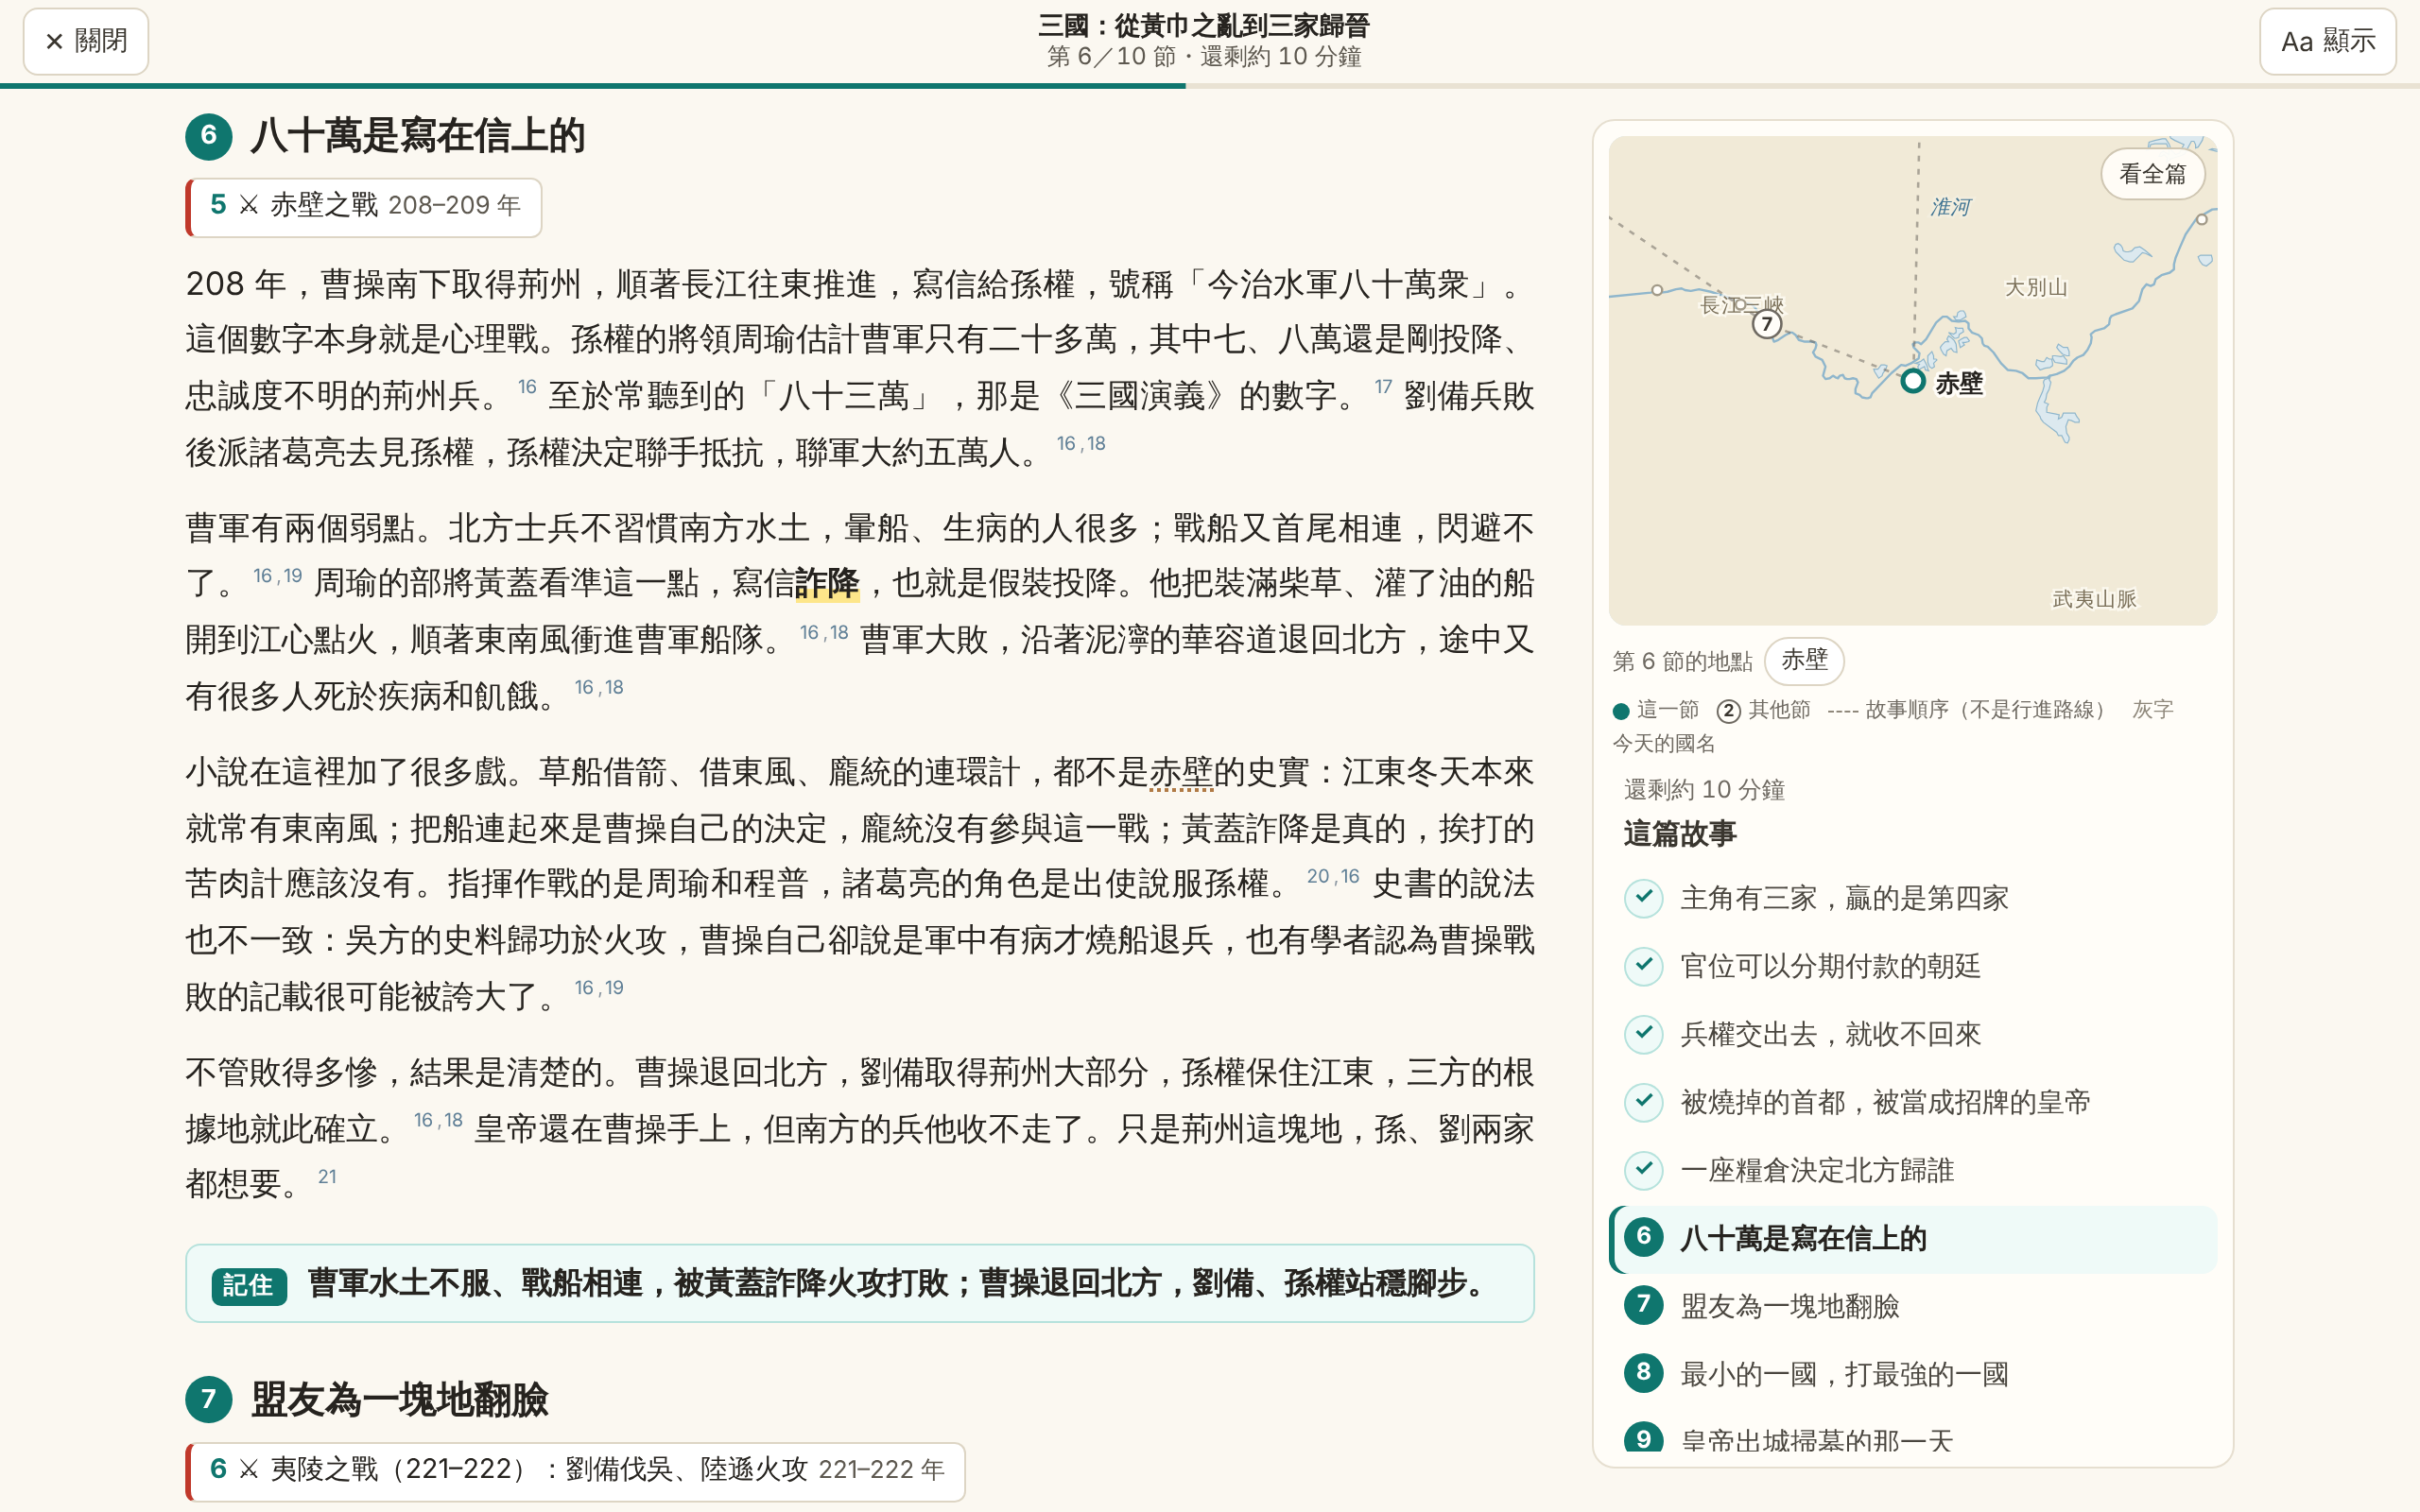 ✕ 關閉
三國：從黃巾之亂到三家歸晉
第 6／10 節・還剩約 10 分鐘
Aa 顯示
6 八十萬是寫在信上的
5 ⚔ 赤壁之戰 208–209 年
208 年，曹操南下取得荊州，順著長江往東推進，寫信給孫權，號稱「今治水軍八十萬眾」。
這個數字本身就是心理戰。孫權的將領周瑜估計曹軍只有二十多萬，其中七、八萬還是剛投降、
忠誠度不明的荊州兵。16 至於常聽到的「八十三萬」，那是《三國演義》的數字。17 劉備兵敗
後派諸葛亮去見孫權，孫權決定聯手抵抗，聯軍大約五萬人。16,18
曹軍有兩個弱點。北方士兵不習慣南方水土，暈船、生病的人很多；戰船又首尾相連，閃避不
了。16,19 周瑜的部將黃蓋看準這一點，寫信詐降，也就是假裝投降。他把裝滿柴草、灌了油的船
開到江心點火，順著東南風衝進曹軍船隊。16,18 曹軍大敗，沿著泥濘的華容道退回北方，途中又
有很多人死於疾病和飢餓。16,18
小說在這裡加了很多戲。草船借箭、借東風、龐統的連環計，都不是赤壁的史實：江東冬天本來
就常有東南風；把船連起來是曹操自己的決定，龐統沒有參與這一戰；黃蓋詐降是真的，挨打的
苦肉計應該沒有。指揮作戰的是周瑜和程普，諸葛亮的角色是出使說服孫權。20,16 史書的說法
也不一致：吳方的史料歸功於火攻，曹操自己卻說是軍中有病才燒船退兵，也有學者認為曹操戰
敗的記載很可能被誇大了。16,19
不管敗得多慘，結果是清楚的。曹操退回北方，劉備取得荊州大部分，孫權保住江東，三方的根
據地就此確立。16,18 皇帝還在曹操手上，但南方的兵他收不走了。只是荊州這塊地，孫、劉兩家
都想要。21
記住 曹軍水土不服、戰船相連，被黃蓋詐降火攻打敗；曹操退回北方，劉備、孫權站穩腳步。
7 盟友為一塊地翻臉
6 ⚔ 夷陵之戰（221–222）：劉備伐吳、陸遜火攻 221–222 年
看全篇
淮河
大別山
長江三峽
7
赤壁
武夷山脈
第 6 節的地點 赤壁
這一節 2 其他節 ---- 故事順序（不是行進路線） 灰字
今天的國名
還剩約 10 分鐘
這篇故事
主角有三家，贏的是第四家
官位可以分期付款的朝廷
兵權交出去，就收不回來
被燒掉的首都，被當成招牌的皇帝
一座糧倉決定北方歸誰
6 八十萬是寫在信上的
7 盟友為一塊地翻臉
8 最小的一國，打最強的一國
9 皇帝出城掃墓的那一天